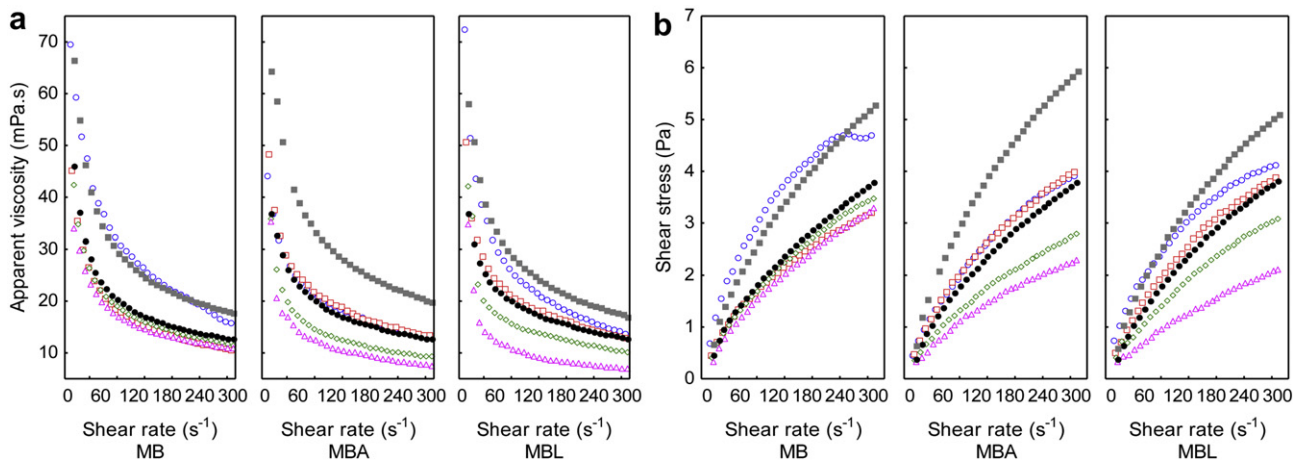 a
b
Apparent viscosity (mPa.s)
70
60
50
40
30
20
10
0 60 120 180 240 300
0 60 120 180 240 300
0 60 120 180 240 300
Shear rate (s-1)
Shear rate (s-1)
Shear rate (s-1)
MB
MBA
MBL
Shear stress (Pa)
7
6
5
4
3
2
1
0
0 60 120 180 240 300
0 60 120 180 240 300
0 60 120 180 240 300
Shear rate (s-1)
Shear rate (s-1)
Shear rate (s-1)
MB
MBA
MBL